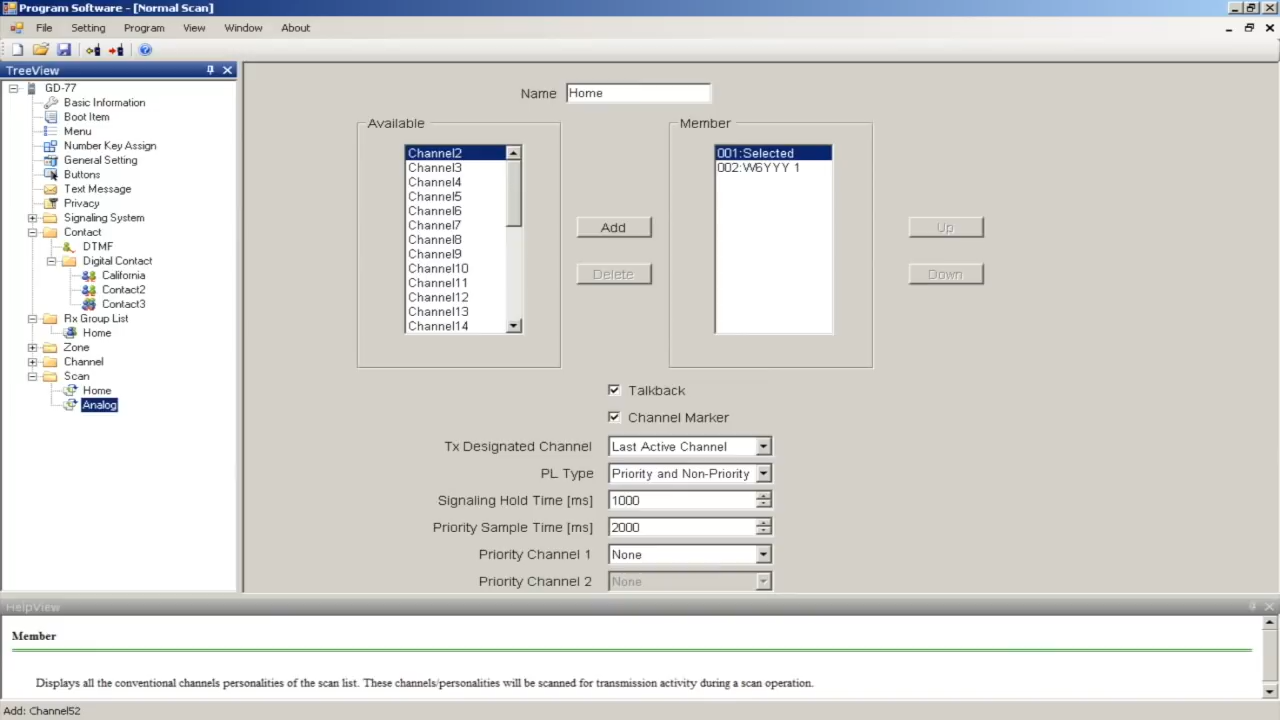 Program Software - [Normal Scan]
File Setting Program View Window About
TreeView
GD-77
Basic Information
Boot Item
Menu
Number Key Assign
General Setting
Buttons
Text Message
Privacy
Signaling System
Contact
DTMF
Digital Contact
California
Contact2
Contact3
Rx Group List
Home
Zone
Channel
Scan
Home
Analog
Name Home
Available
Channel2
Channel3
Channel4
Channel5
Channel6
Channel7
Channel8
Channel9
Channel10
Channel11
Channel12
Channel13
Channel14
Add
Delete
Member
001:Selected
002:W6YYY 1
Up
Down
Talkback
Channel Marker
Tx Designated Channel Last Active Channel
PL Type Priority and Non-Priority
Signaling Hold Time [ms] 1000
Priority Sample Time [ms] 2000
Priority Channel 1 None
Priority Channel 2 None
HelpView
Member
Displays all the conventional channels personalities of the scan list. These channels/personalities will be scanned for transmission activity during a scan operation.
Add: Channel52